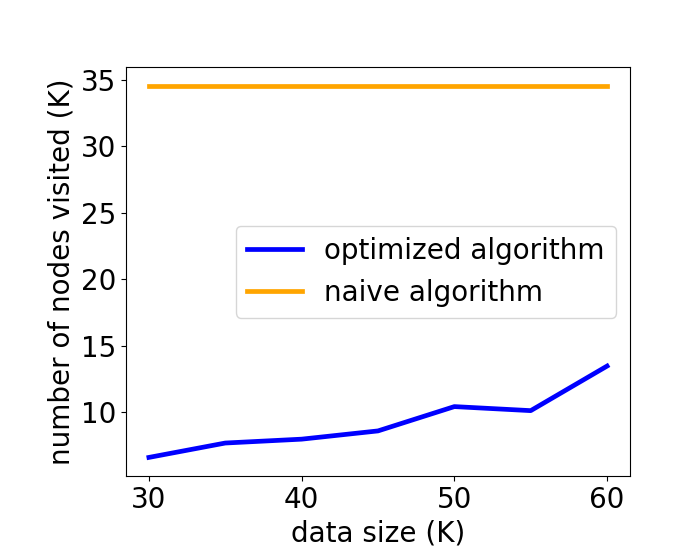 35
30
25
20
15
10
number of nodes visited (K)
optimized algorithm
naive algorithm
30 40 50 60
data size (K)